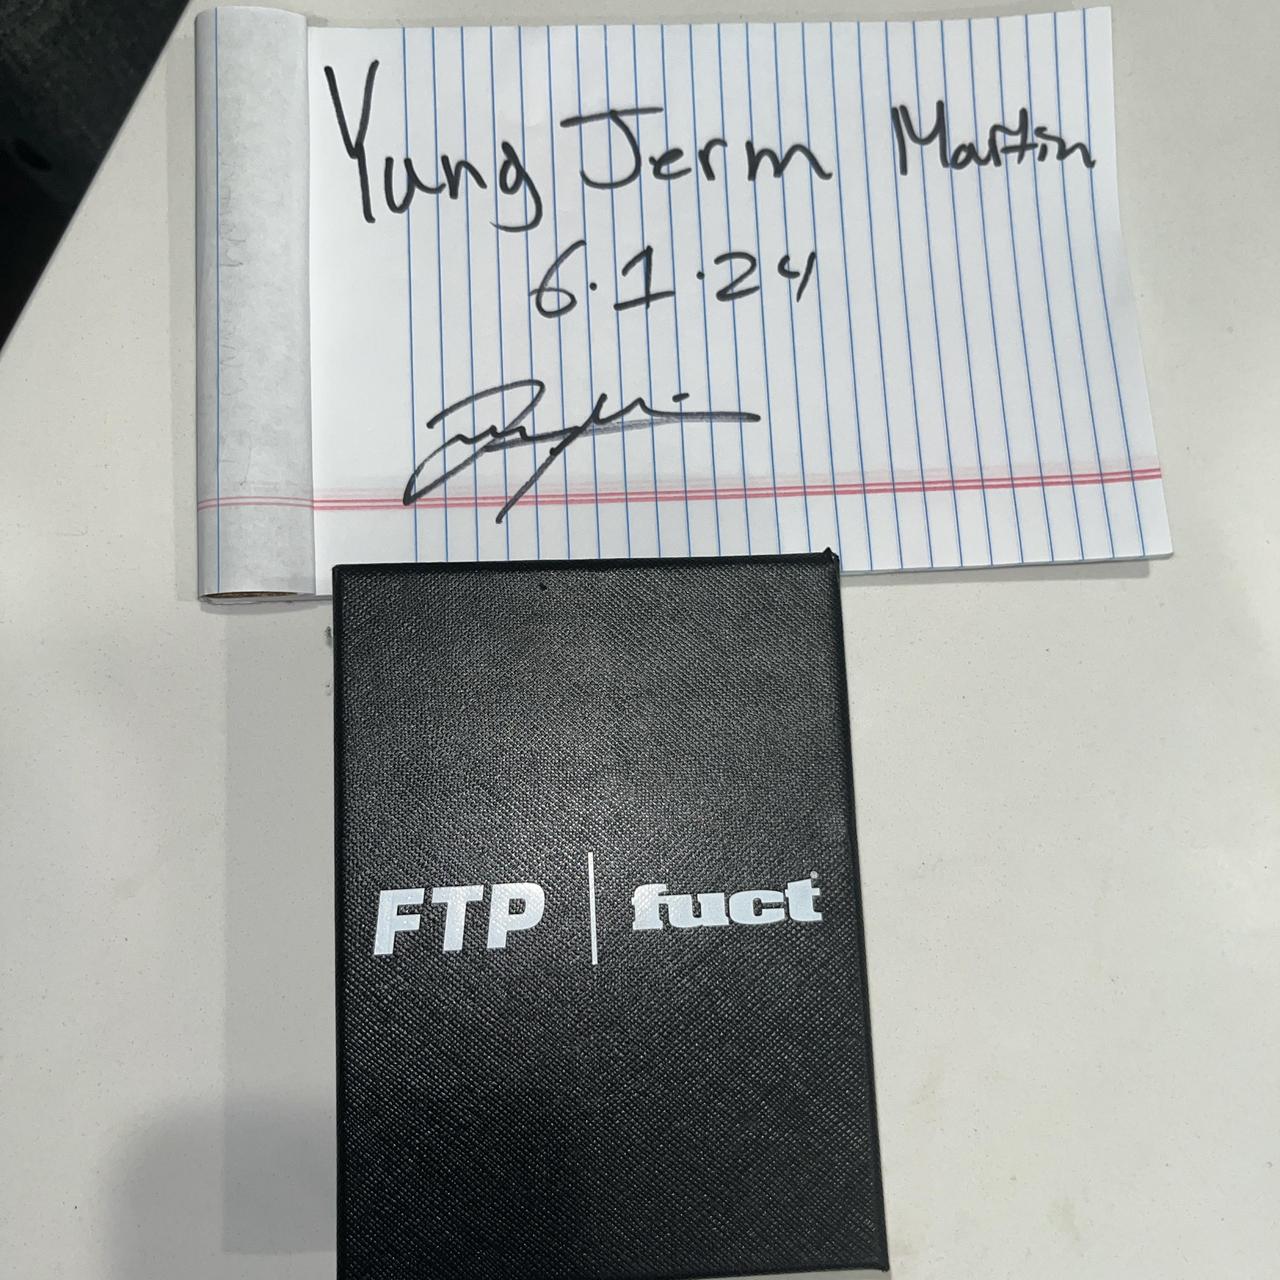 Yung Jerm Martin
6.1.24
FTP | fuct®